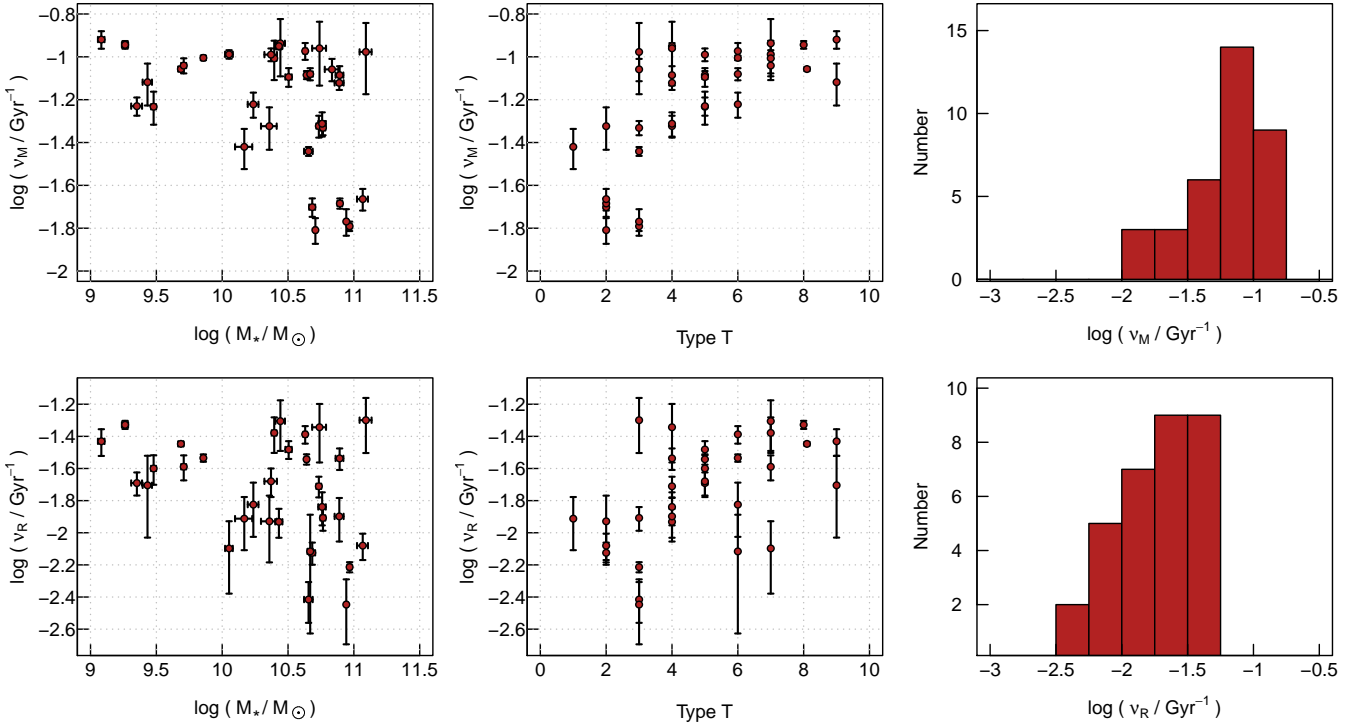 −0.8
−1
−1.2
−1.4
−1.6
−1.8
−2
log ( ν_M / Gyr⁻¹ )
9 9.5 10 10.5 11 11.5
log ( M_* / M_⊙ )
−0.8
−1
−1.2
−1.4
−1.6
−1.8
−2
log ( ν_M / Gyr⁻¹ )
0 2 4 6 8 10
Type T
15
10
5
0
Number
−3 −2.5 −2 −1.5 −1 −0.5
log ( ν_M / Gyr⁻¹ )
−1.2
−1.4
−1.6
−1.8
−2
−2.2
−2.4
−2.6
log ( ν_R / Gyr⁻¹ )
9 9.5 10 10.5 11 11.5
log ( M_* / M_⊙ )
−1.2
−1.4
−1.6
−1.8
−2
−2.2
−2.4
−2.6
log ( ν_R / Gyr⁻¹ )
0 2 4 6 8 10
Type T
10
8
6
4
2
Number
−3 −2.5 −2 −1.5 −1 −0.5
log ( ν_R / Gyr⁻¹ )